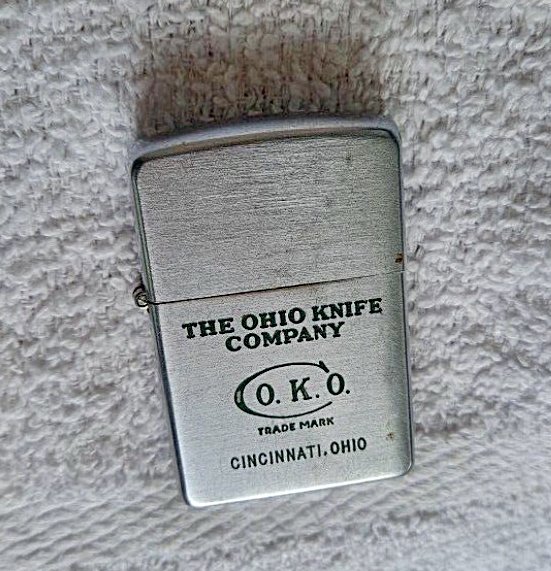 THE OHIO KNIFE
COMPANY
O. K. O.
TRADE MARK
CINCINNATI, OHIO